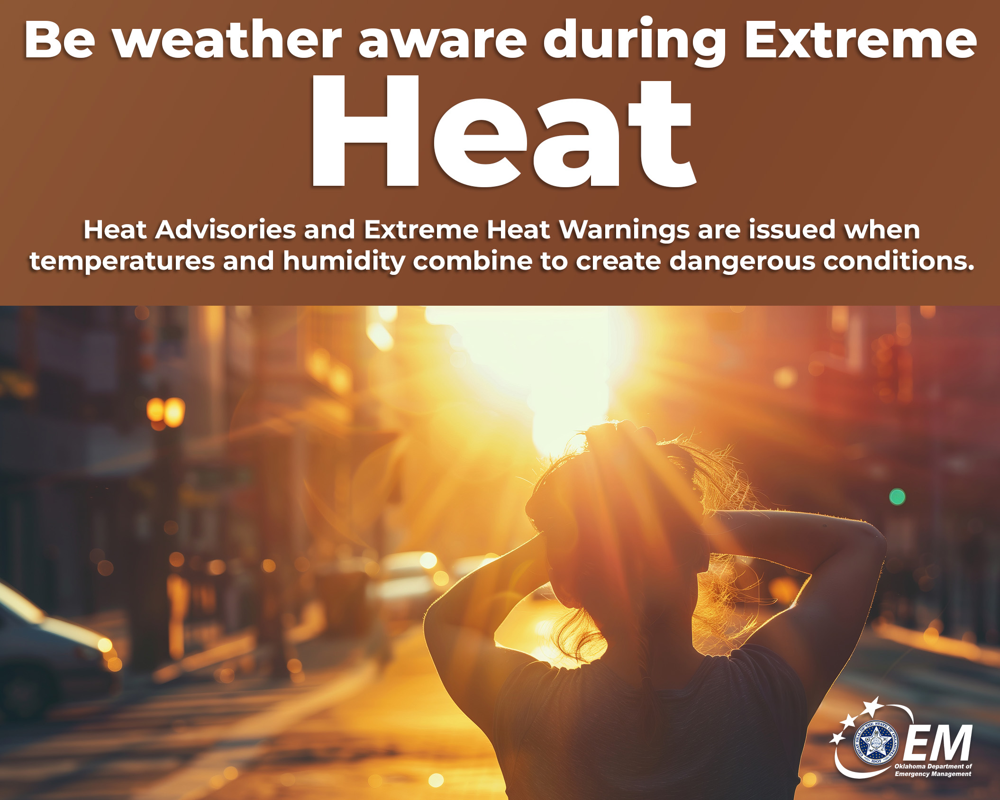 Be weather aware during Extreme
Heat
Heat Advisories and Extreme Heat Warnings are issued when
temperatures and humidity combine to create dangerous conditions.
GREAT SEAL OF THE STATE OF OKLAHOMA
1907
EM
Oklahoma Department of
Emergency Management